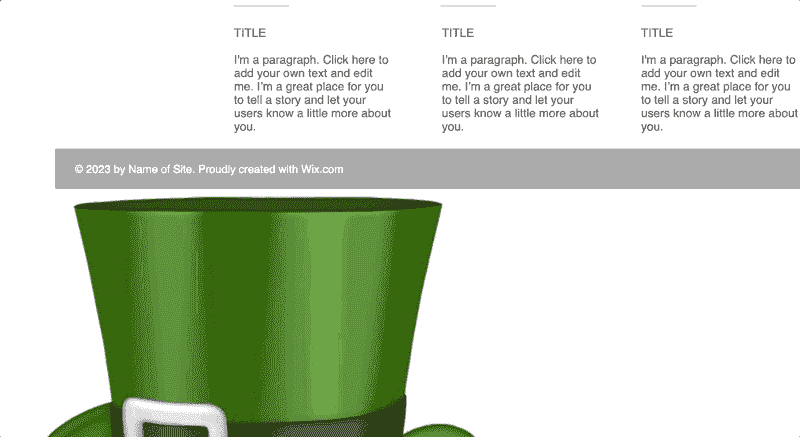 TITLE
I'm a paragraph. Click here to
add your own text and edit
me. I'm a great place for you
to tell a story and let your
users know a little more about
you.
TITLE
I'm a paragraph. Click here to
add your own text and edit
me. I'm a great place for you
to tell a story and let your
users know a little more about
you.
TITLE
I'm a paragraph. Click here to
add your own text and edit
me. I'm a great place for you
to tell a story and let your
users know a little more about
you.
© 2023 by Name of Site. Proudly created with Wix.com